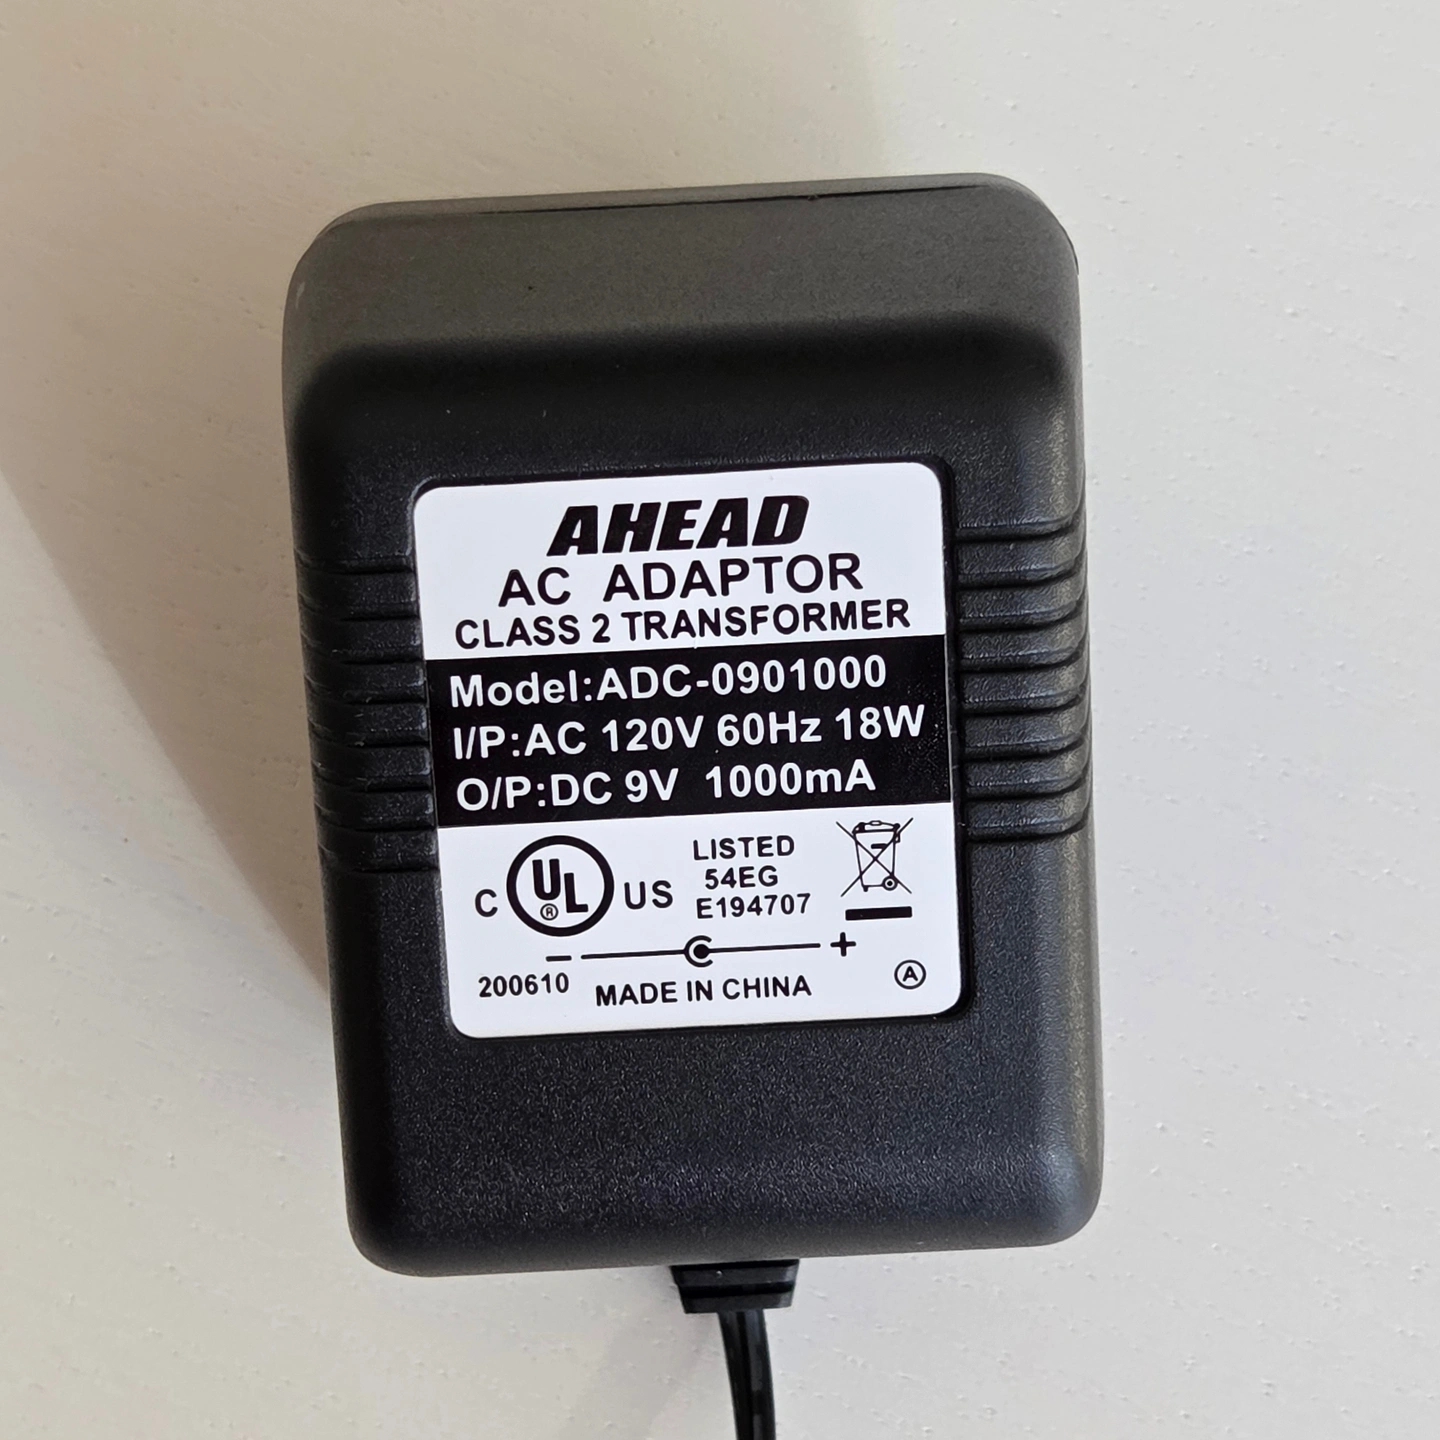 AHEAD
AC ADAPTOR
CLASS 2 TRANSFORMER
Model:ADC-0901000
I/P:AC 120V 60Hz 18W
O/P:DC 9V 1000mA
C UL ® US
LISTED
54EG
E194707
− +
200610
MADE IN CHINA
A